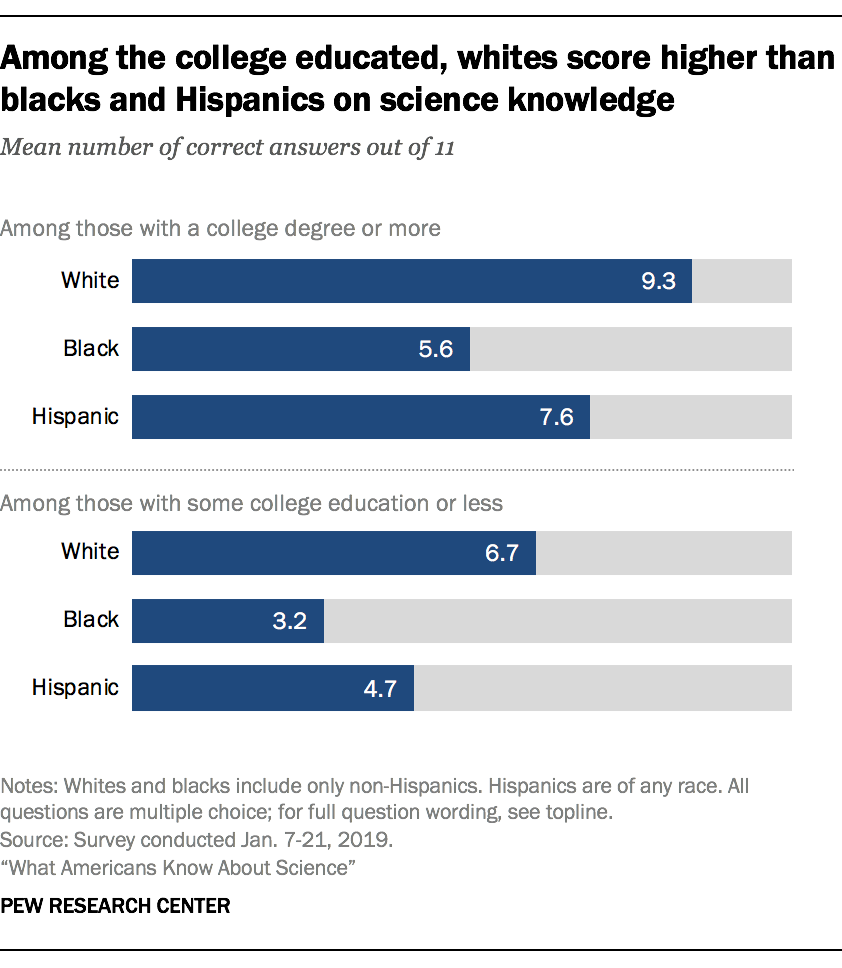 Among the college educated, whites score higher than
blacks and Hispanics on science knowledge
Mean number of correct answers out of 11
Among those with a college degree or more
White 9.3
Black 5.6
Hispanic 7.6
Among those with some college education or less
White 6.7
Black 3.2
Hispanic 4.7
Notes: Whites and blacks include only non-Hispanics. Hispanics are of any race. All
questions are multiple choice; for full question wording, see topline.
Source: Survey conducted Jan. 7-21, 2019.
“What Americans Know About Science”
PEW RESEARCH CENTER